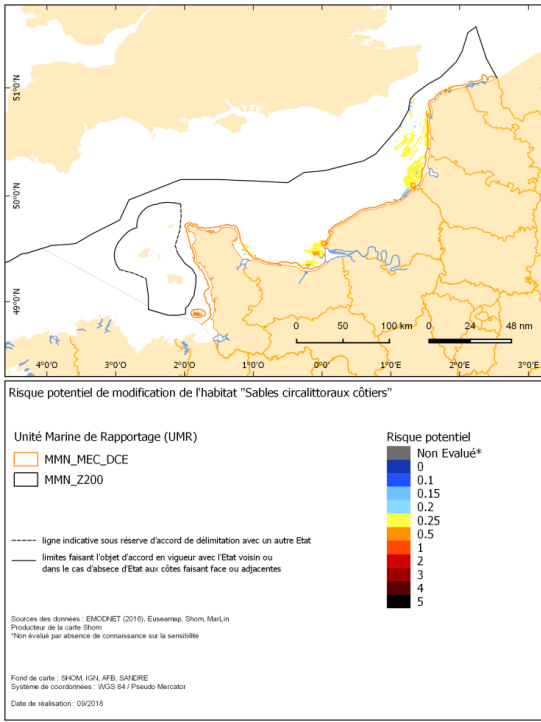 51°0'N
50°0'N
49°0'N
0 50 100 km 0 24 48 nm
4°0'O 3°0'O 2°0'O 1°0'O 0°0'E 1°0'E 2°0'E 3°0'E
Risque potentiel de modification de l'habitat "Sables circalittoraux côtiers"
Unité Marine de Rapportage (UMR)
MMN_MEC_DCE
MMN_Z200
Risque potentiel
Non Evalué*
0
0.1
0.15
0.2
0.25
0.5
1
2
3
4
5
ligne indicative sous réserve d'accord de délimitation avec un autre Etat
limites faisant l'objet d'accord en vigueur avec l'Etat voisin ou
dans le cas d'absece d'Etat aux côtes faisant face ou adjacentes
Sources des données : EMODNET (2016), Euseamap, Shom, MarLin
Producteur de la carte Shom
*Non évalué par absence de connaissance sur la sensibilité
Fond de carte : SHOM, IGN, AFB, SANDRE
Système de coordonnées : WGS 84 / Pseudo Mercator
Date de réalisation : 09/2018